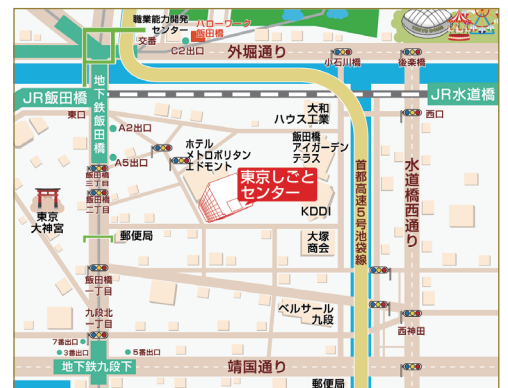 職業能力開発
センター
ハローワーク
飯田橋
交番
C2出口
外堀通り
小石川橋
後楽橋
JR飯田橋
地下鉄飯田橋
JR水道橋
東口
西口
A2出口
大和
ハウス工業
ホテル
メトロポリタン
エドモント
飯田橋
アイガーデン
テラス
A5出口
飯田橋
三丁目
東京しごと
センター
首都高速5号池袋線
水道橋西通り
飯田橋
二丁目
KDDI
東京
大神宮
郵便局
大塚
商会
飯田橋
一丁目
ベルサール
九段
九段北
一丁目
西神田
7番出口
3番出口
5番出口
地下鉄九段下
靖国通り
郵便局